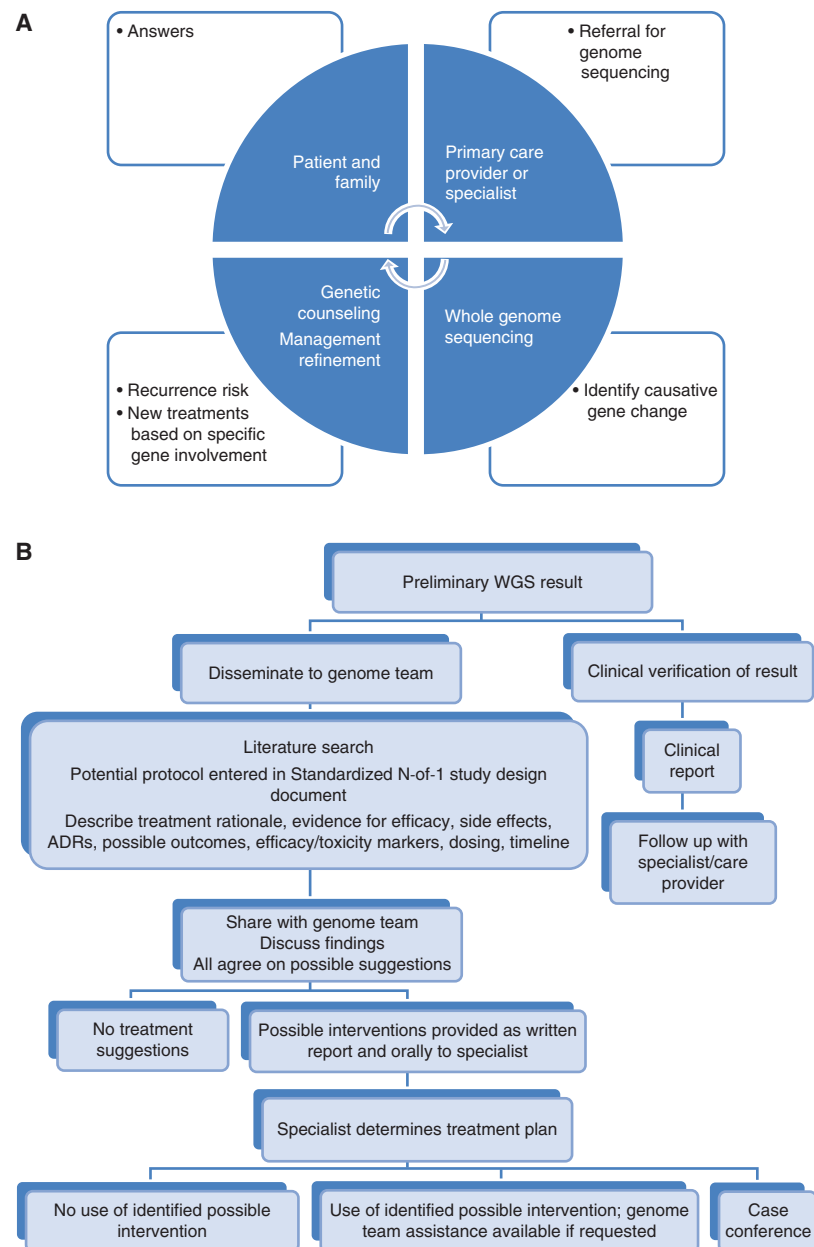 A
• Answers
• Referral for
genome
sequencing
Patient and
family
Primary care
provider or
specialist
Genetic
counseling
Management
refinement
Whole genome
sequencing
• Recurrence risk
• New treatments
based on specific
gene involvement
• Identify causative
gene change
B
Preliminary WGS result
Disseminate to genome team
Clinical verification of result
Literature search
Potential protocol entered in Standardized N-of-1 study design
document
Describe treatment rationale, evidence for efficacy, side effects,
ADRs, possible outcomes, efficacy/toxicity markers, dosing, timeline
Clinical
report
Follow up with
specialist/care
provider
Share with genome team
Discuss findings
All agree on possible suggestions
No treatment
suggestions
Possible interventions provided as written
report and orally to specialist
Specialist determines treatment plan
No use of identified possible
intervention
Use of identified possible intervention; genome
team assistance available if requested
Case
conference